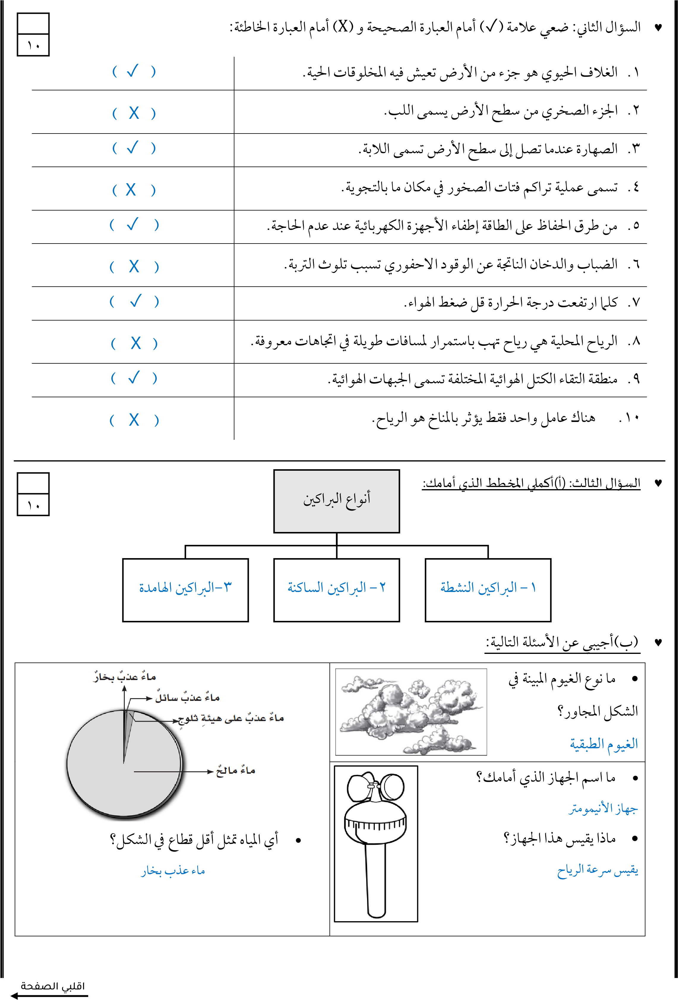 ♥ السؤال الثاني: ضعي علامة (✓) أمام العبارة الصحيحة و (X) أمام العبارة الخاطئة:
١٠
١. الغلاف الحيوي هو جزء من الأرض تعيش فيه المخلوقات الحية. ( ✓ )
٢. الجزء الصخري من سطح الأرض يسمى اللب. ( X )
٣. الصهارة عندما تصل إلى سطح الأرض تسمى اللابة. ( ✓ )
٤. تسمى عملية تراكم فتات الصخور في مكان ما بالتجوية. ( X )
٥. من طرق الحفاظ على الطاقة إطفاء الأجهزة الكهربائية عند عدم الحاجة. ( ✓ )
٦. الضباب والدخان الناتجة عن الوقود الاحفوري تسبب تلوث التربة. ( X )
٧. كلما ارتفعت درجة الحرارة قل ضغط الهواء. ( ✓ )
٨. الرياح المحلية هي رياح تهب باستمرار لمسافات طويلة في اتجاهات معروفة. ( X )
٩. منطقة التقاء الكتل الهوائية المختلفة تسمى الجبهات الهوائية. ( ✓ )
١٠. هناك عامل واحد فقط يؤثر بالمناخ هو الرياح. ( X )
♥ السؤال الثالث: (أ)أكملي المخطط الذي أمامك:
١٠
أنواع البراكين
١- البراكين النشطة
٢- البراكين الساكنة
٣-البراكين الهامدة
♥ (ب)أجيبي عن الأسئلة التالية:
• ما نوع الغيوم المبينة في
الشكل المجاور؟
الغيوم الطبقية
• ما اسم الجهاز الذي أمامك؟
جهاز الأنيمومتر
• ماذا يقيس هذا الجهاز؟
يقيس سرعة الرياح
ماءٌ عذبٌ بخارٌ
ماءٌ عذبٌ سائلٌ
ماءٌ عذبٌ على هيئةِ ثلوجٍ
ماءٌ مالحٌ
• أي المياه تمثل أقل قطاع في الشكل؟
ماء عذب بخار
اقلبي الصفحة